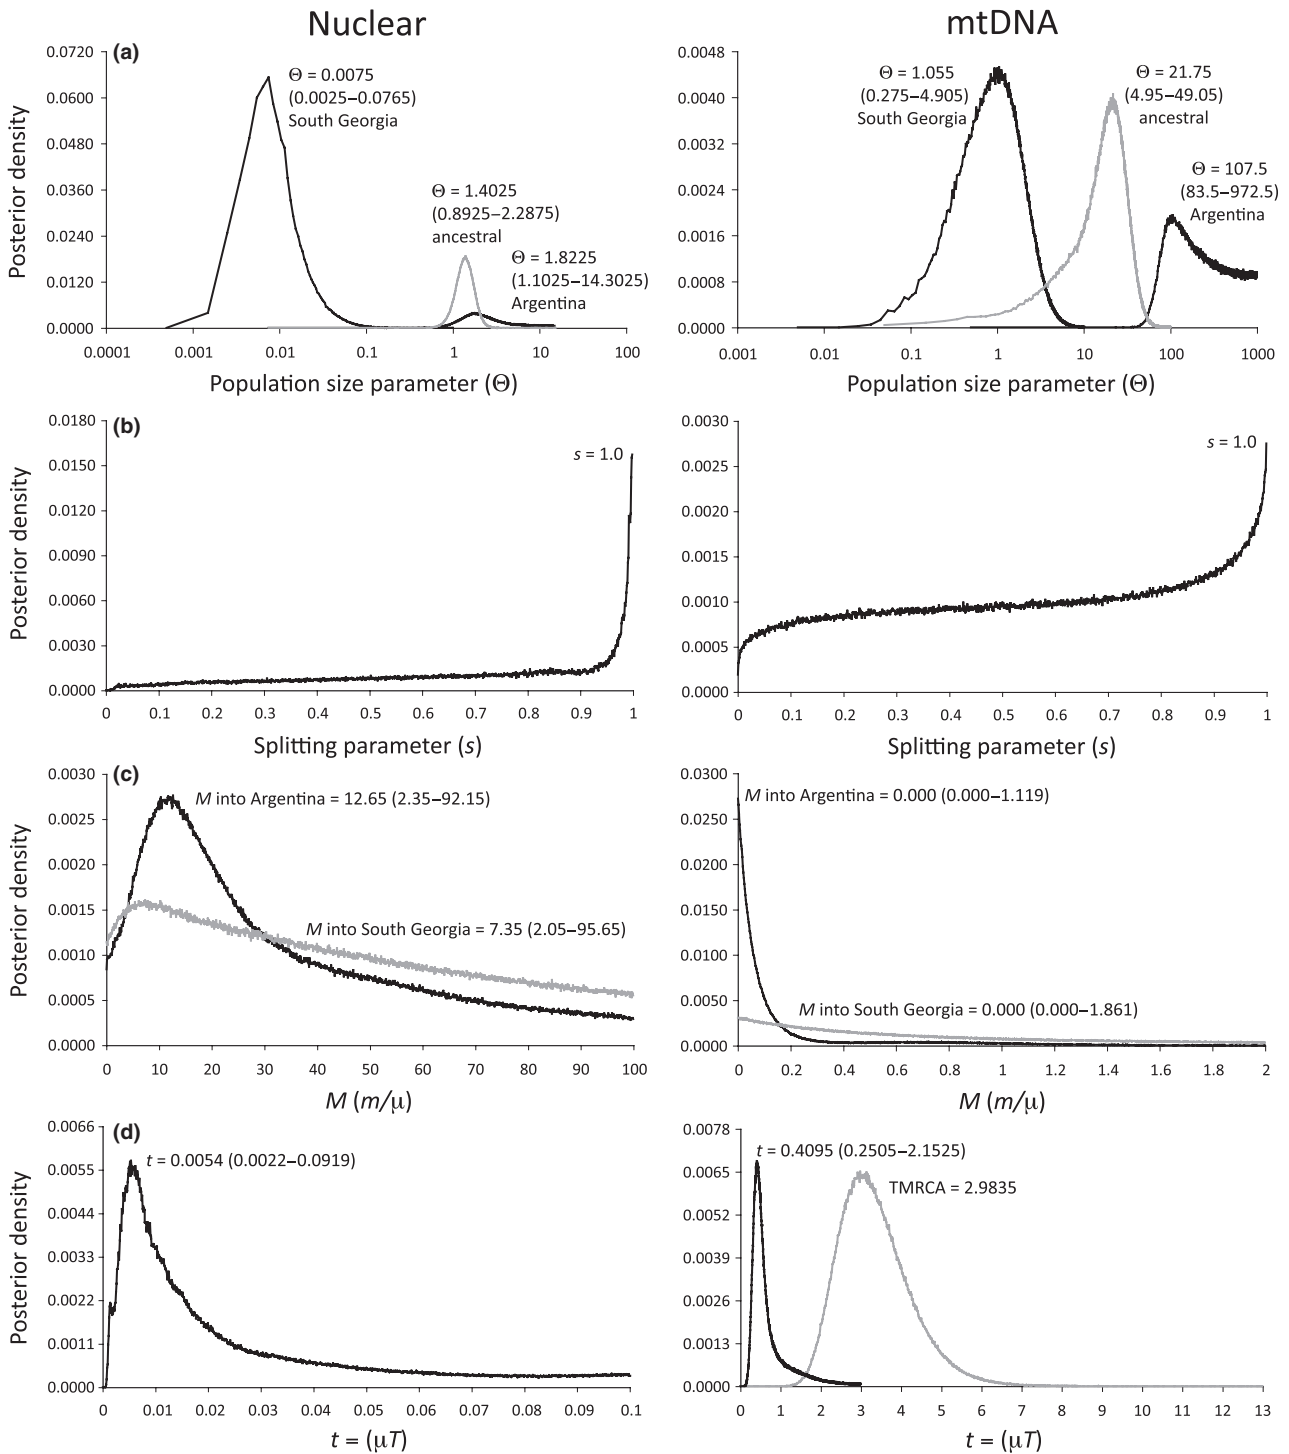 Nuclear
mtDNA
(a)
Posterior density
0.0720
0.0600
0.0480
0.0360
0.0240
0.0120
0.0000
Θ = 0.0075
(0.0025–0.0765)
South Georgia
Θ = 1.4025
(0.8925–2.2875)
ancestral
Θ = 1.8225
(1.1025–14.3025)
Argentina
0.0001 0.001 0.01 0.1 1 10 100
Population size parameter (Θ)
0.0048
0.0040
0.0032
0.0024
0.0016
0.0008
0.0000
Θ = 1.055
(0.275–4.905)
South Georgia
Θ = 21.75
(4.95–49.05)
ancestral
Θ = 107.5
(83.5–972.5)
Argentina
0.001 0.01 0.1 1 10 100 1000
Population size parameter (Θ)
(b)
Posterior density
0.0180
0.0150
0.0120
0.0090
0.0060
0.0030
0.0000
s = 1.0
0 0.1 0.2 0.3 0.4 0.5 0.6 0.7 0.8 0.9 1
Splitting parameter (s)
0.0030
0.0025
0.0020
0.0015
0.0010
0.0005
0.0000
s = 1.0
0 0.1 0.2 0.3 0.4 0.5 0.6 0.7 0.8 0.9 1
Splitting parameter (s)
(c)
Posterior density
0.0030
0.0025
0.0020
0.0015
0.0010
0.0005
0.0000
M into Argentina = 12.65 (2.35–92.15)
M into South Georgia = 7.35 (2.05–95.65)
0 10 20 30 40 50 60 70 80 90 100
M (m/μ)
0.0300
0.0250
0.0200
0.0150
0.0100
0.0050
0.0000
M into Argentina = 0.000 (0.000–1.119)
M into South Georgia = 0.000 (0.000–1.861)
0 0.2 0.4 0.6 0.8 1 1.2 1.4 1.6 1.8 2
M (m/μ)
(d)
Posterior density
0.0066
0.0055
0.0044
0.0033
0.0022
0.0011
0.0000
t = 0.0054 (0.0022–0.0919)
0 0.01 0.02 0.03 0.04 0.05 0.06 0.07 0.08 0.09 0.1
t = (μT)
0.0078
0.0065
0.0052
0.0039
0.0026
0.0013
0.0000
t = 0.4095 (0.2505–2.1525)
TMRCA = 2.9835
0 1 2 3 4 5 6 7 8 9 10 11 12 13
t = (μT)